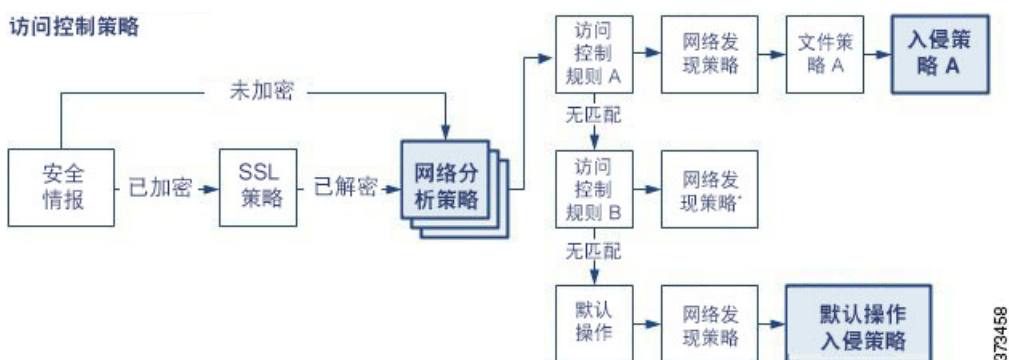 访问控制策略
未加密
安全
情报
已加密
SSL
策略
已解密
网络分
析策略
访问
控制
规则 A
网络发
现策略
文件策
略 A
入侵策
略 A
无匹配
访问
控制
规则 B
网络发
现策略*
无匹配
默认
操作
网络发
现策略
默认操作
入侵策略
373458